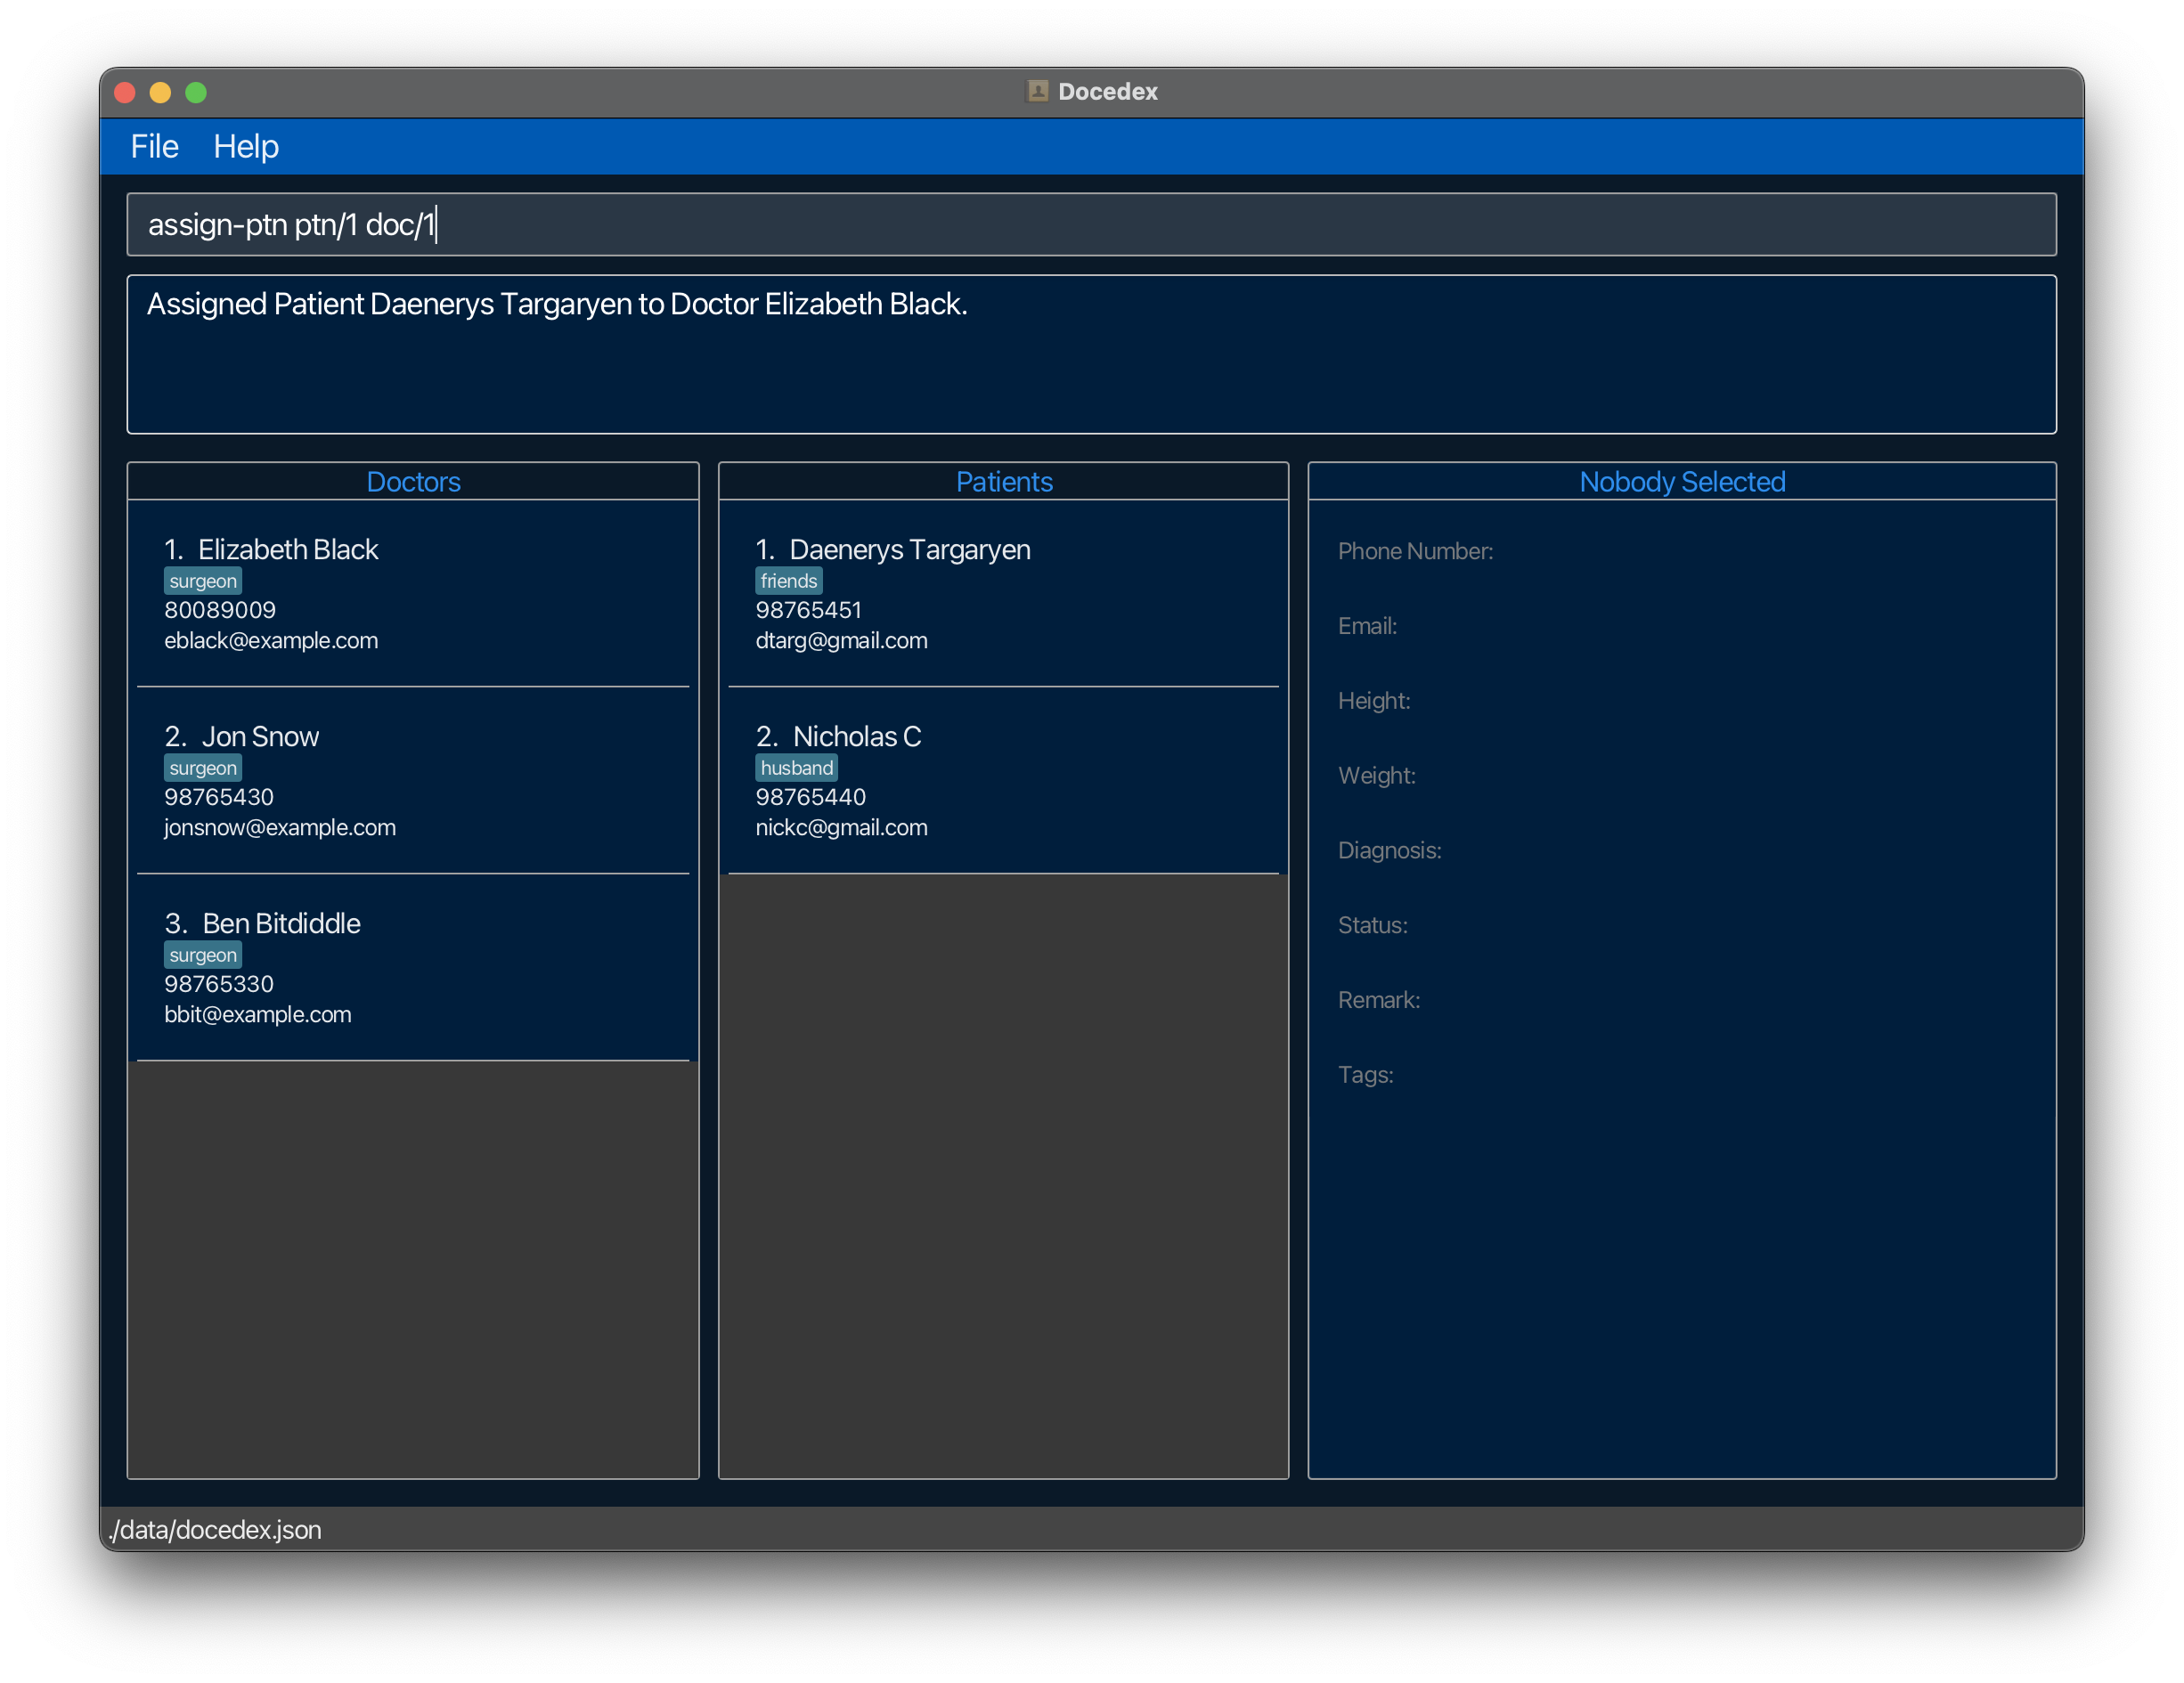 Docedex
File Help
assign-ptn ptn/1 doc/1
Assigned Patient Daenerys Targaryen to Doctor Elizabeth Black.
Doctors
1. Elizabeth Black
surgeon
80089009
eblack@example.com
2. Jon Snow
surgeon
98765430
jonsnow@example.com
3. Ben Bitdiddle
surgeon
98765330
bbit@example.com
Patients
1. Daenerys Targaryen
friends
98765451
dtarg@gmail.com
2. Nicholas C
husband
98765440
nickc@gmail.com
Nobody Selected
Phone Number:
Email:
Height:
Weight:
Diagnosis:
Status:
Remark:
Tags:
./data/docedex.json